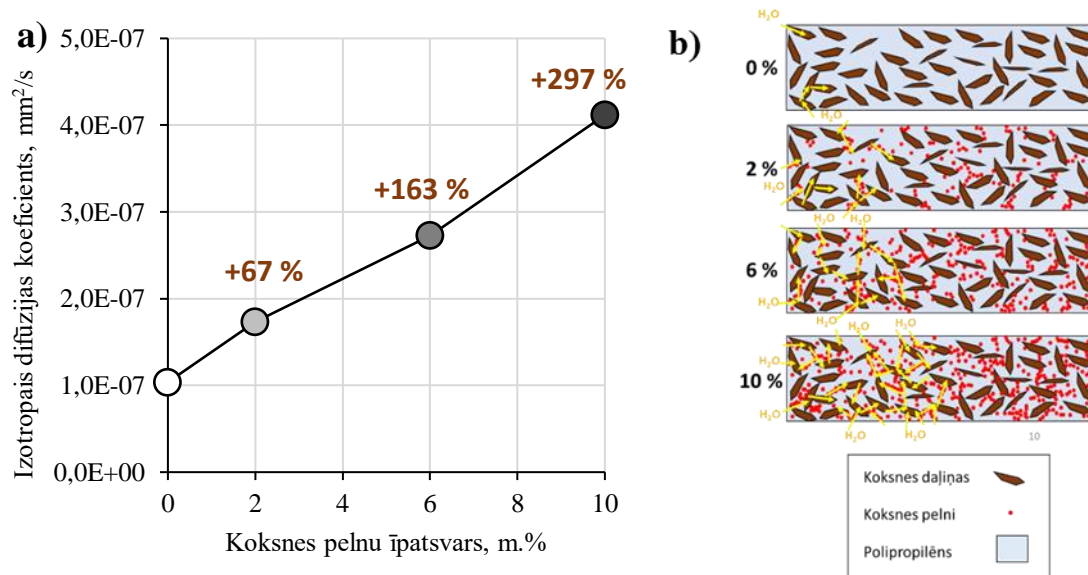 a)
Izotropais difūzijas koeficients, mm²/s
5,0E-07
4,0E-07
3,0E-07
2,0E-07
1,0E-07
0,0E+00
+67 %
+163 %
+297 %
0
2
4
6
8
10
Koksnes pelnu īpatsvars, m.%
b)
H₂O
0 %
H₂O
2 %
H₂O
H₂O
H₂O
6 %
H₂O
H₂O
H₂O
H₂O
10 %
H₂O
H₂O
H₂O
H₂O
10
Koksnes daļiņas
Koksnes pelni
Polipropilēns